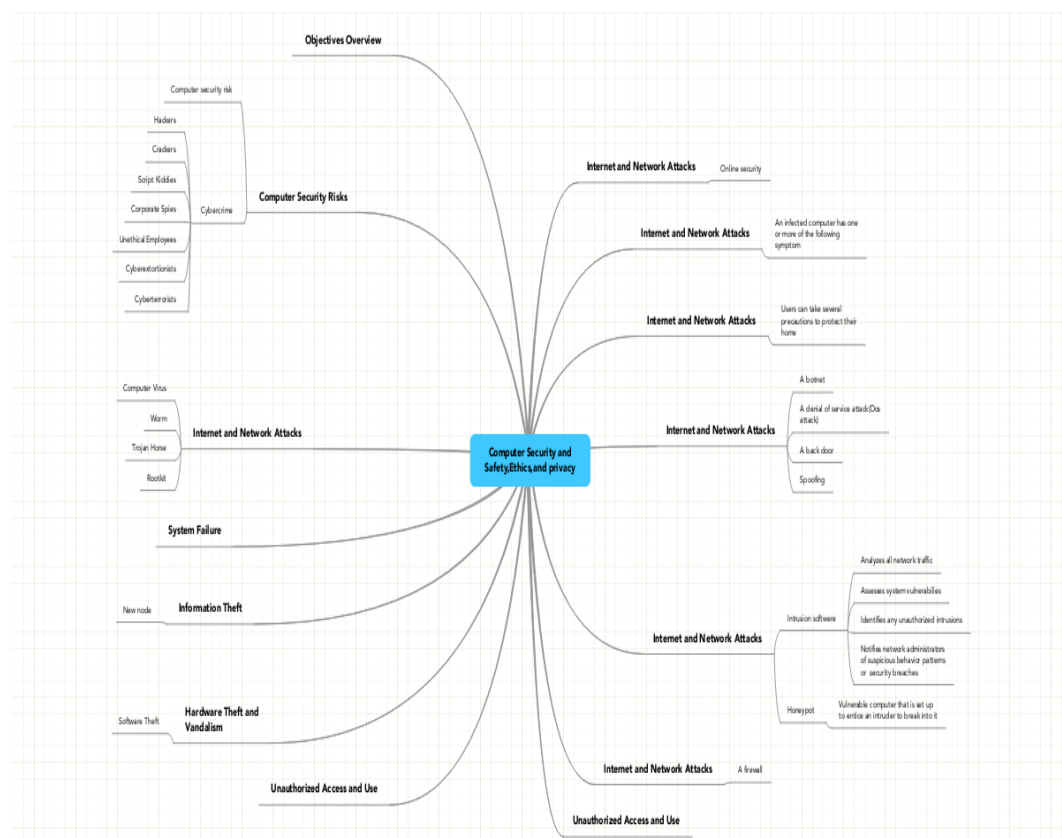 Objectives Overview
Computer security risk
Hackers
Crackers
Script Kiddies
Corporate Spies
Unethical Employees
Cyberextortionists
Cyberterrorists
Cybercrime
Computer Security Risks
Computer Virus
Worm
Trojan Horse
Rootkit
Internet and Network Attacks
System Failure
New node
Information Theft
Software Theft
Hardware Theft and
Vandalism
Unauthorized Access and Use
Computer Security and
Safety,Ethics,and privacy
Internet and Network Attacks
Online security
Internet and Network Attacks
An infected computer has one
or more of the following
symptom
Internet and Network Attacks
Users can take several
precautions to protect their
home
Internet and Network Attacks
A botnet
A denial of service attack(Dos
attack)
A back door
Spoofing
Internet and Network Attacks
Intrusion softwere
Analyzes all network traffic
Assesses system vulnerabilies
Identifies any unauthorized intrusions
Notifies network administrators
of suspicious behavior patterns
or security breaches
Honeypot
Vulnerable computer that is set up
to entice an intruder to break into it
Internet and Network Attacks
A firewall
Unauthorized Access and Use